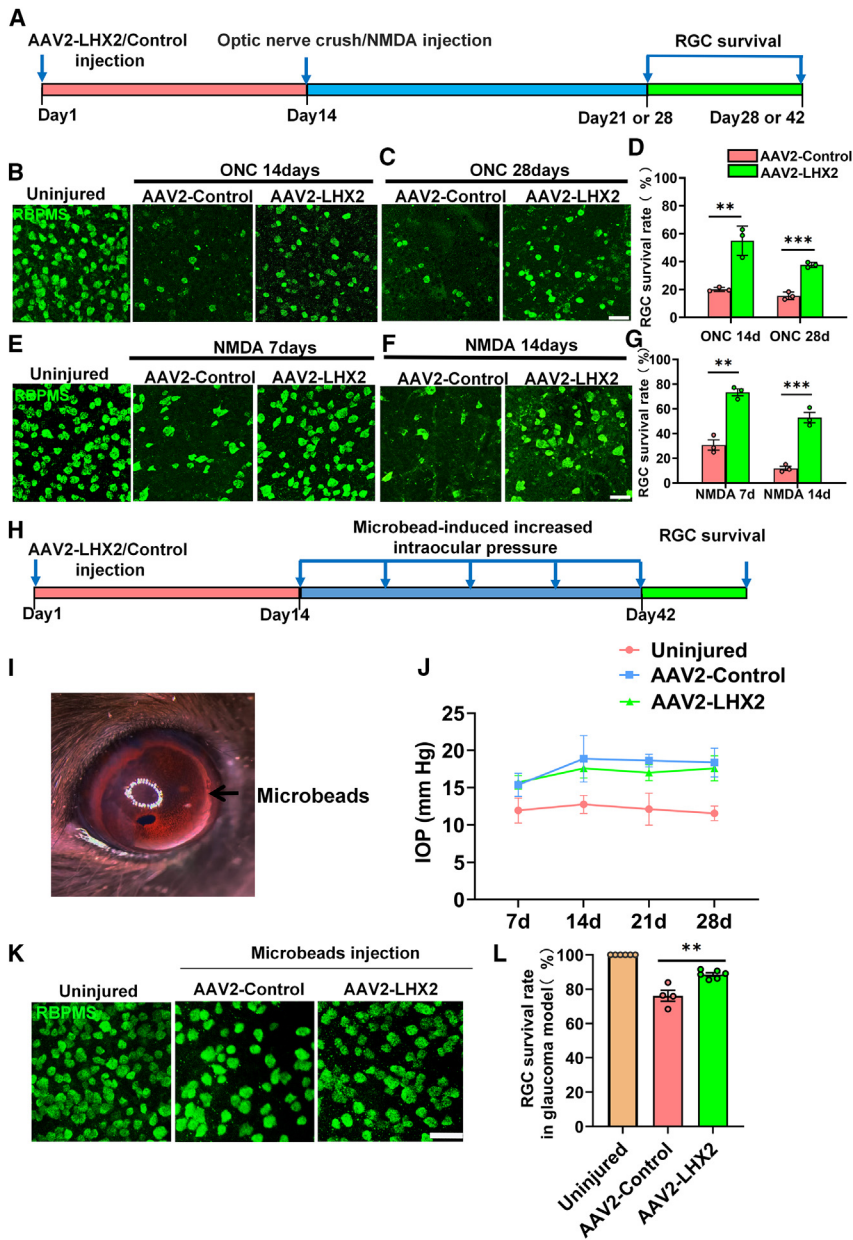 A
AAV2-LHX2/Control
injection
Optic nerve crush/NMDA injection
RGC survival
Day1
Day14
Day21 or 28
Day28 or 42
B
ONC 14days
C
ONC 28days
Uninjured
AAV2-Control
AAV2-LHX2
AAV2-Control
AAV2-LHX2
RBPMS
D
AAV2-Control
AAV2-LHX2
RGC survival rate（%）
100
80
60
40
20
0
**
***
ONC 14d
ONC 28d
E
NMDA 7days
F
NMDA 14days
Uninjured
AAV2-Control
AAV2-LHX2
AAV2-Control
AAV2-LHX2
RBPMS
G
RGC survival rate（%）
100
80
60
40
20
0
**
***
NMDA 7d
NMDA 14d
H
AAV2-LHX2/Control
injection
Microbead-induced increased
intraocular pressure
RGC survival
Day1
Day14
Day42
I
Microbeads
J
Uninjured
AAV2-Control
AAV2-LHX2
IOP (mm Hg)
25
20
15
10
5
0
7d
14d
21d
28d
K
Microbeads injection
Uninjured
AAV2-Control
AAV2-LHX2
RBPMS
L
RGC survival rate
in glaucoma model（%）
100
80
60
40
20
0
**
Uninjured
AAV2-Control
AAV2-LHX2